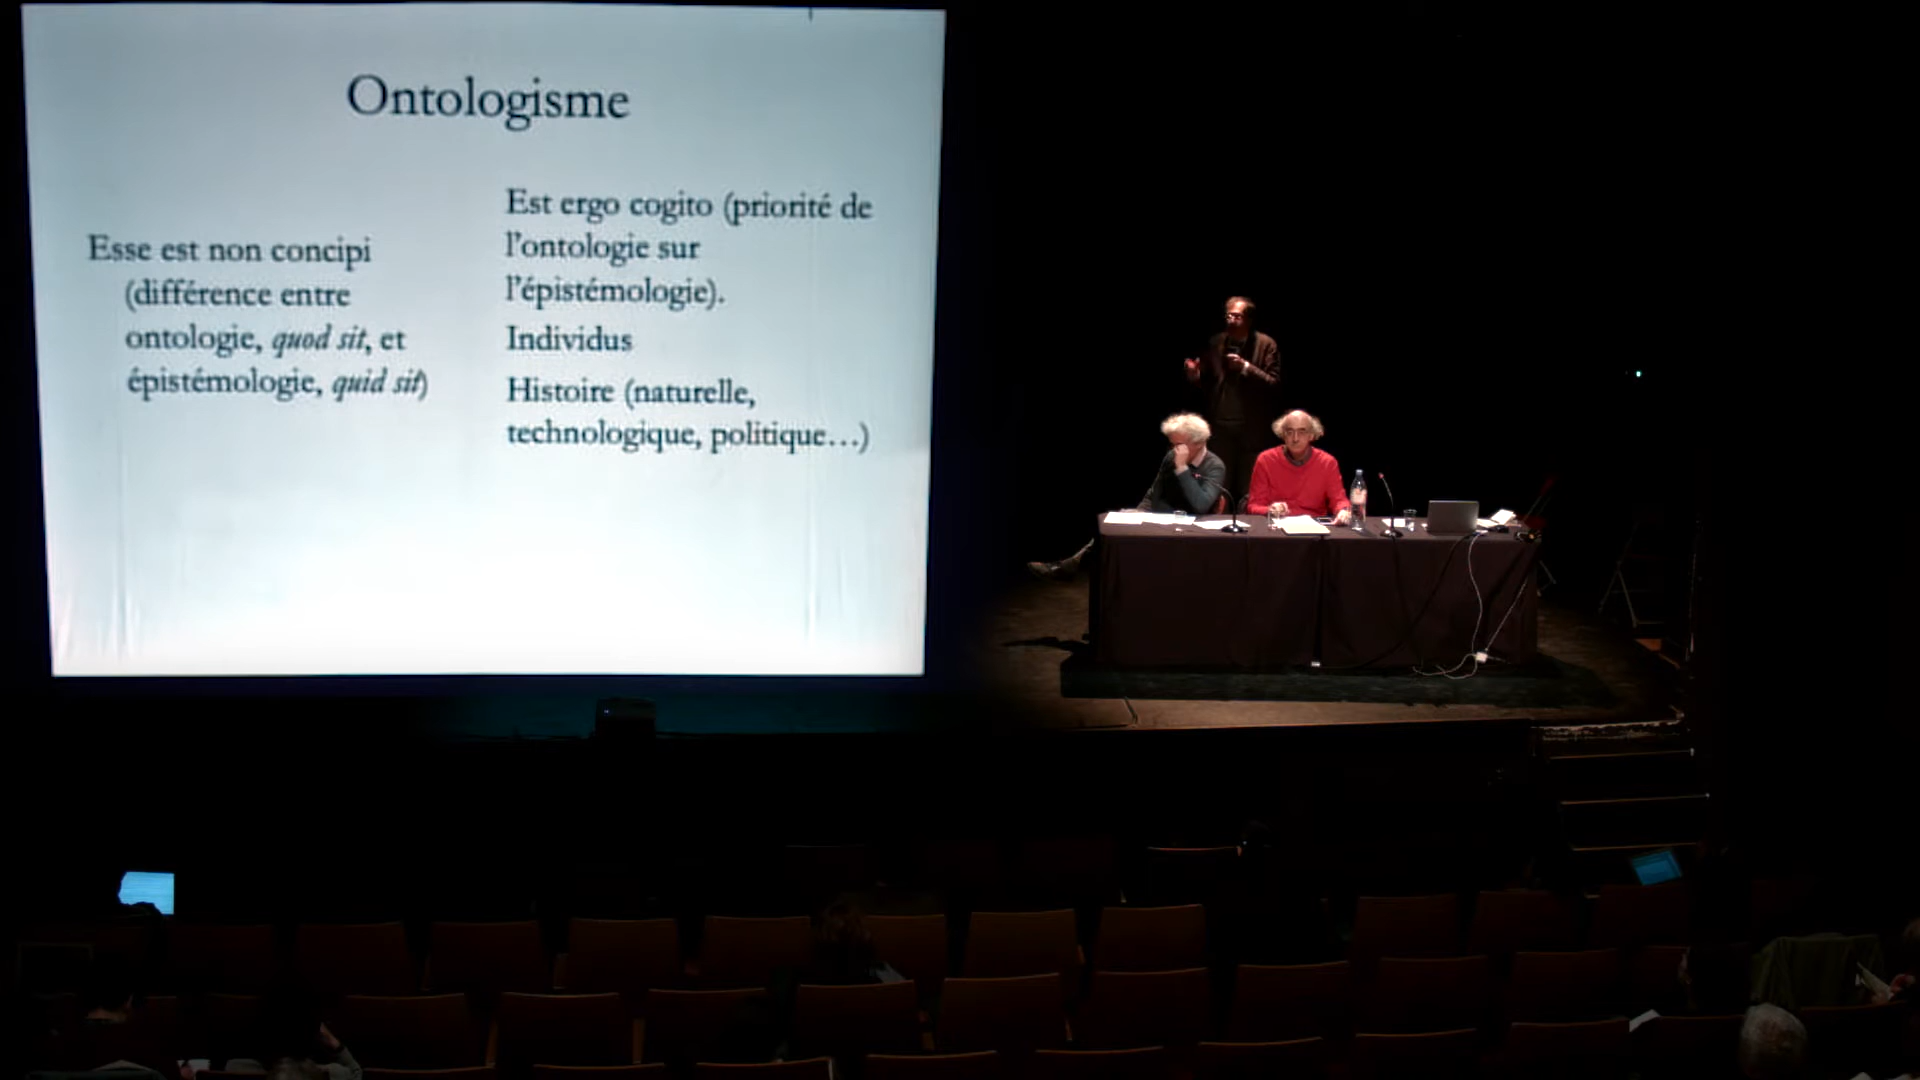 Ontologisme
Esse est non concipi
(différence entre
ontologie, quod sit, et
épistémologie, quid sit)
Est ergo cogito (priorité de
l'ontologie sur
l'épistémologie).
Individus
Histoire (naturelle,
technologique, politique…)